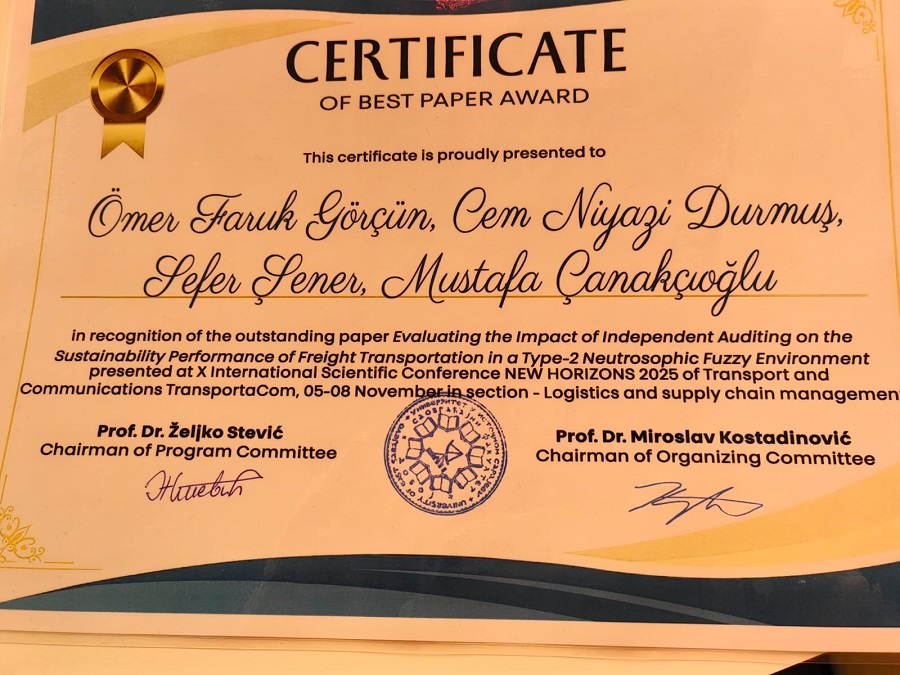 CERTIFICATE
OF BEST PAPER AWARD
This certificate is proudly presented to
Ömer Faruk Görçün, Cem Niyazi Durmuş,
Sefer Şener, Mustafa Çanakçıoğlu
in recognition of the outstanding paper Evaluating the Impact of Independent Auditing on the
Sustainability Performance of Freight Transportation in a Type-2 Neutrosophic Fuzzy Environment
presented at X International Scientific Conference NEW HORIZONS 2025 of Transport and
Communications TransportaCom, 05-08 November in section - Logistics and supply chain managemen
Prof. Dr. Željko Stević
Chairman of Program Committee
Prof. Dr. Miroslav Kostadinović
Chairman of Organizing Committee
UNIVERSITY OF EAST